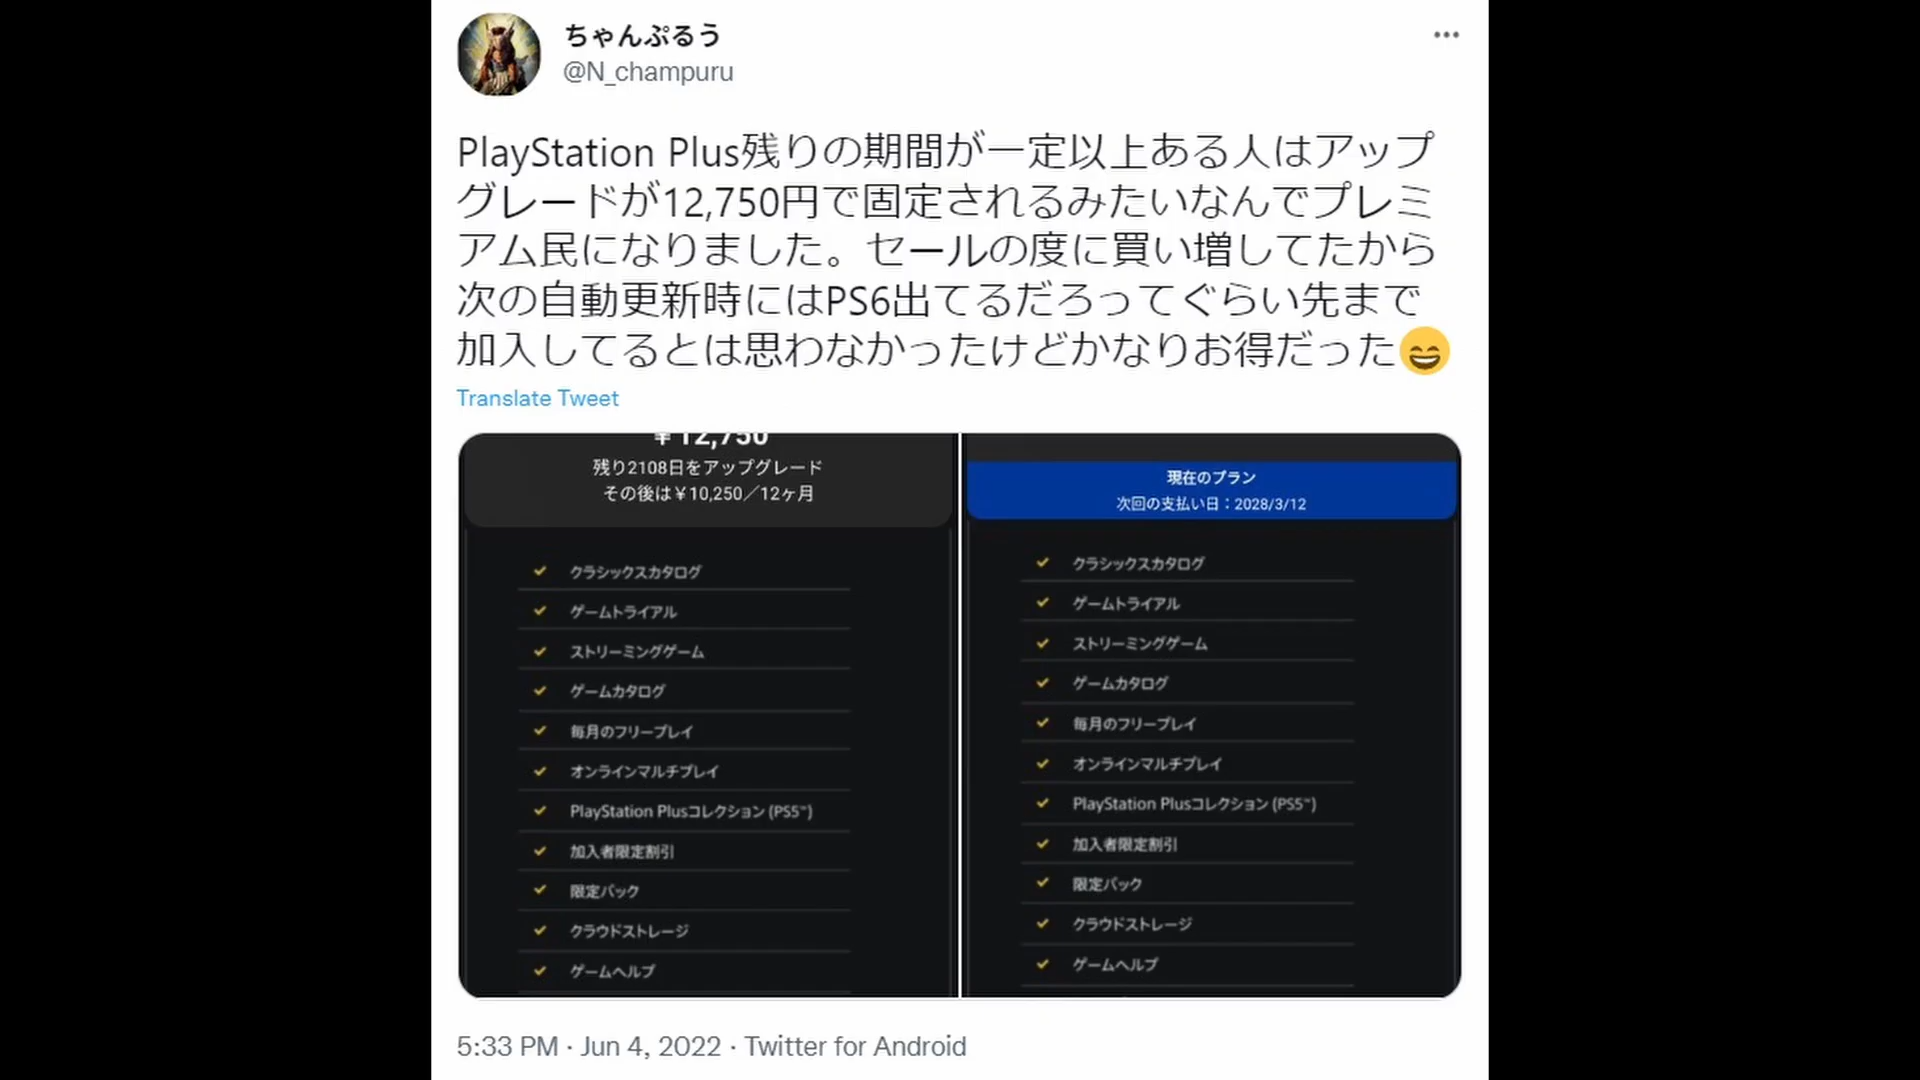 ちゃんぷるう
@N_champuru
PlayStation Plus残りの期間が一定以上ある人はアップ
グレードが12,750円で固定されるみたいなんでプレミ
アム民になりました。セールの度に買い増してたから
次の自動更新時にはPS6出てるだろってぐらい先まで
加入してるとは思わなかったけどかなりお得だった😄
Translate Tweet
¥12,750
残り2108日をアップグレード
その後は¥10,250／12ヶ月
クラシックスカタログ
ゲームトライアル
ストリーミングゲーム
ゲームカタログ
毎月のフリープレイ
オンラインマルチプレイ
PlayStation Plusコレクション (PS5™)
加入者限定割引
限定パック
クラウドストレージ
ゲームヘルプ
現在のプラン
次回の支払い日：2028/3/12
クラシックスカタログ
ゲームトライアル
ストリーミングゲーム
ゲームカタログ
毎月のフリープレイ
オンラインマルチプレイ
PlayStation Plusコレクション (PS5™)
加入者限定割引
限定パック
クラウドストレージ
ゲームヘルプ
5:33 PM · Jun 4, 2022 · Twitter for Android